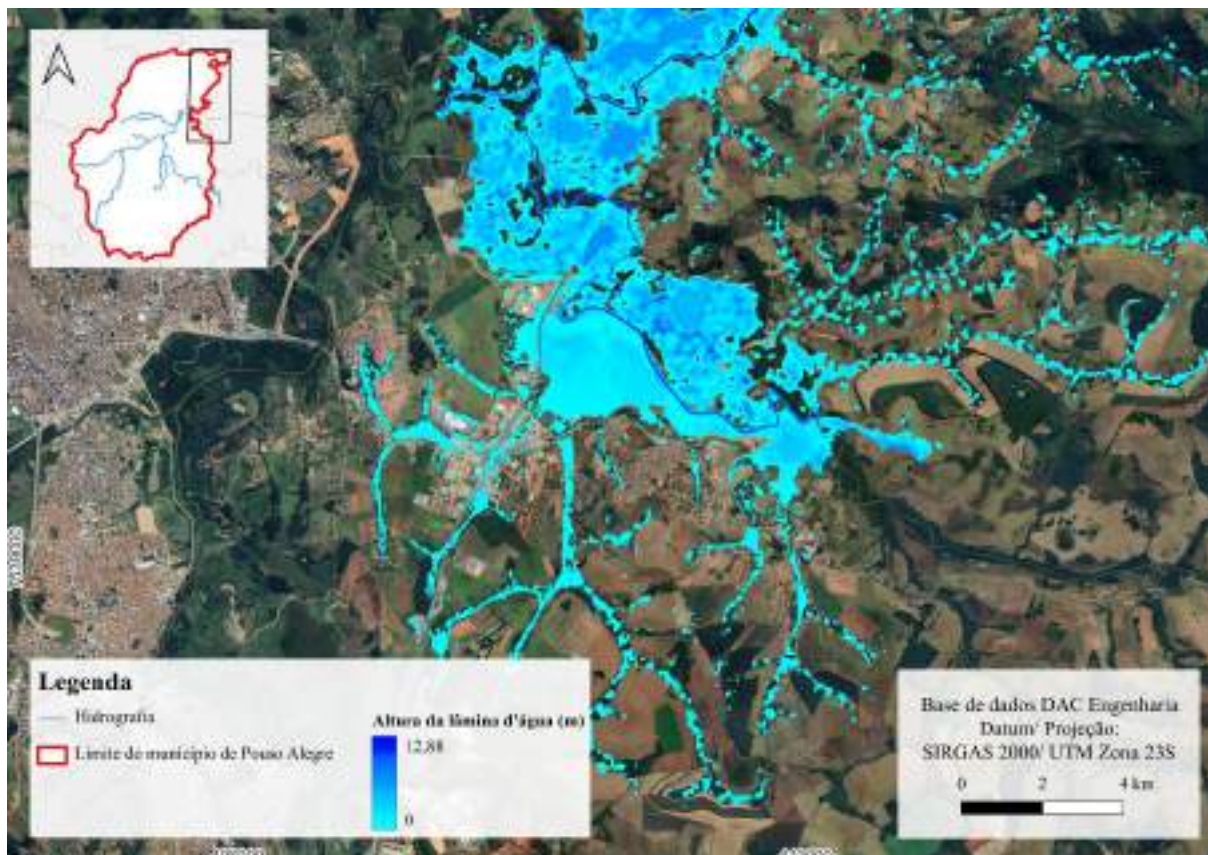 Legenda
Hidrografia
Limite do município de Pouso Alegre
Altura da lâmina d'água (m)
12,88
0
Base de dados DAC Engenharia
Datum/ Projeção:
SIRGAS 2000/ UTM Zona 23S
0 2 4 km